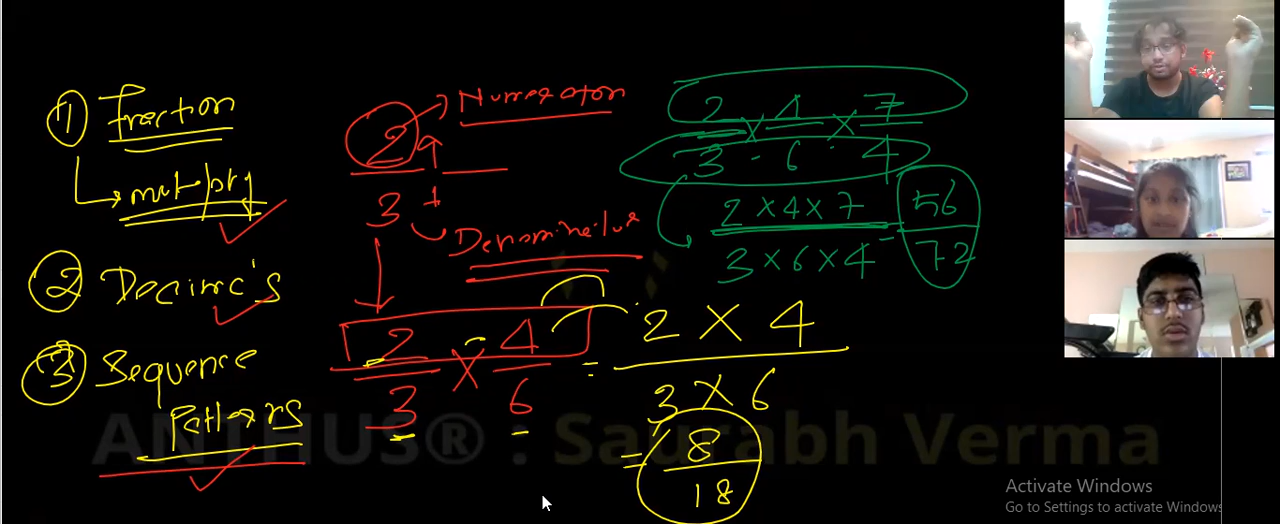 ① fraction
multiply
② Decimc's
③ Sequence
Patterns
2
3
Numerator
Denominator
2/3 × 4/6 = 2 × 4 / 3 × 6
= 8/18
2/3 × 4/6 × 7/4
2 × 4 × 7 / 3 × 6 × 4 = 56/72
: Saurabh Verma
Activate Windows
Go to Settings to activate Windows